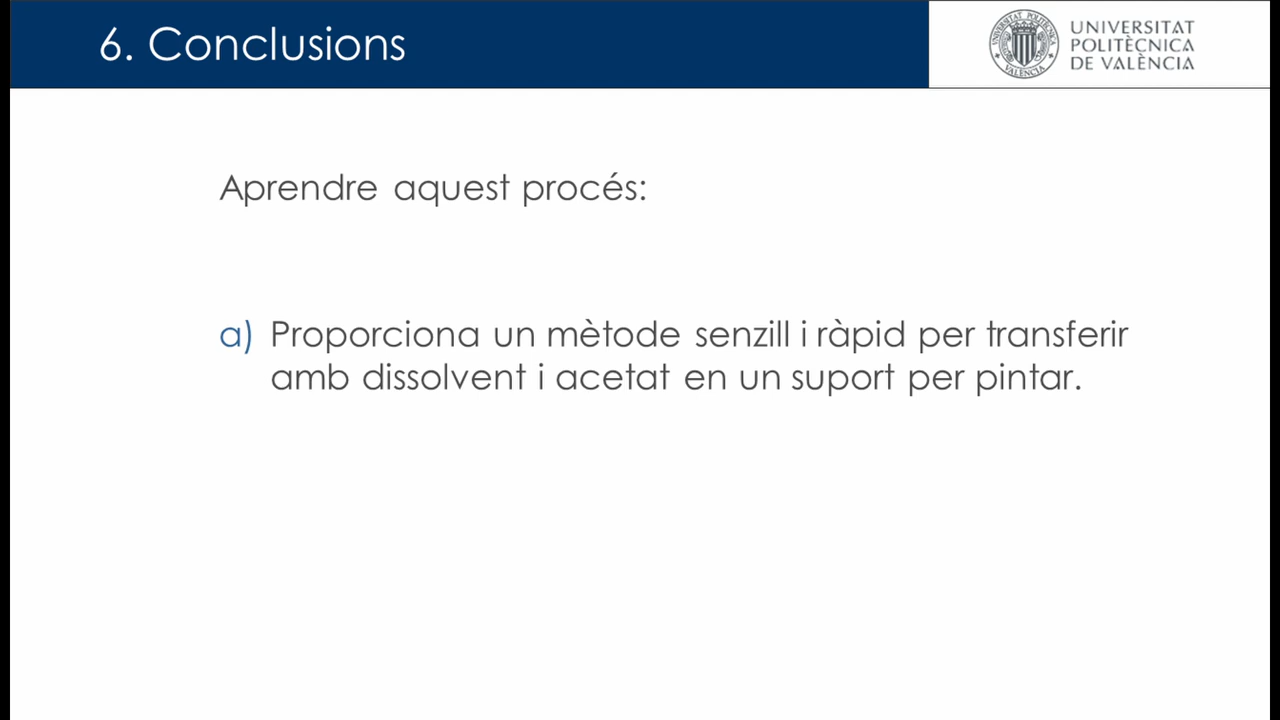 6. Conclusions
UNIVERSITAT
POLITÈCNICA
DE VALÈNCIA
Aprendre aquest procés:
a) Proporciona un mètode senzill i ràpid per transferir
amb dissolvent i acetat en un suport per pintar.